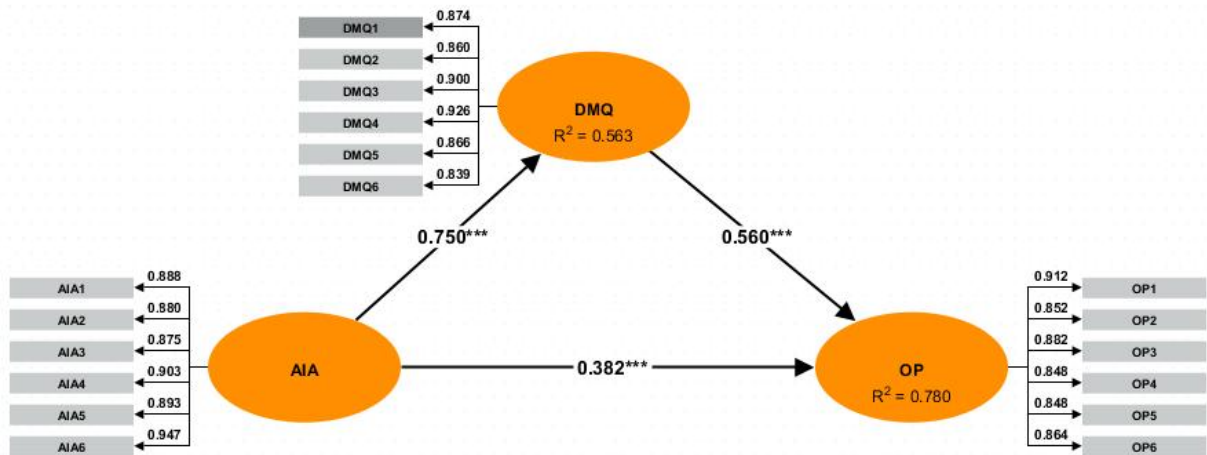 DMQ1
0.874
DMQ2
0.860
DMQ3
0.900
DMQ4
0.926
DMQ5
0.866
DMQ6
0.839
DMQ
R² = 0.563
0.750***
0.560***
AIA1
0.888
AIA2
0.880
AIA3
0.875
AIA4
0.903
AIA5
0.893
AIA6
0.947
AIA
0.382***
OP
R² = 0.780
0.912
OP1
0.852
OP2
0.882
OP3
0.848
OP4
0.848
OP5
0.864
OP6